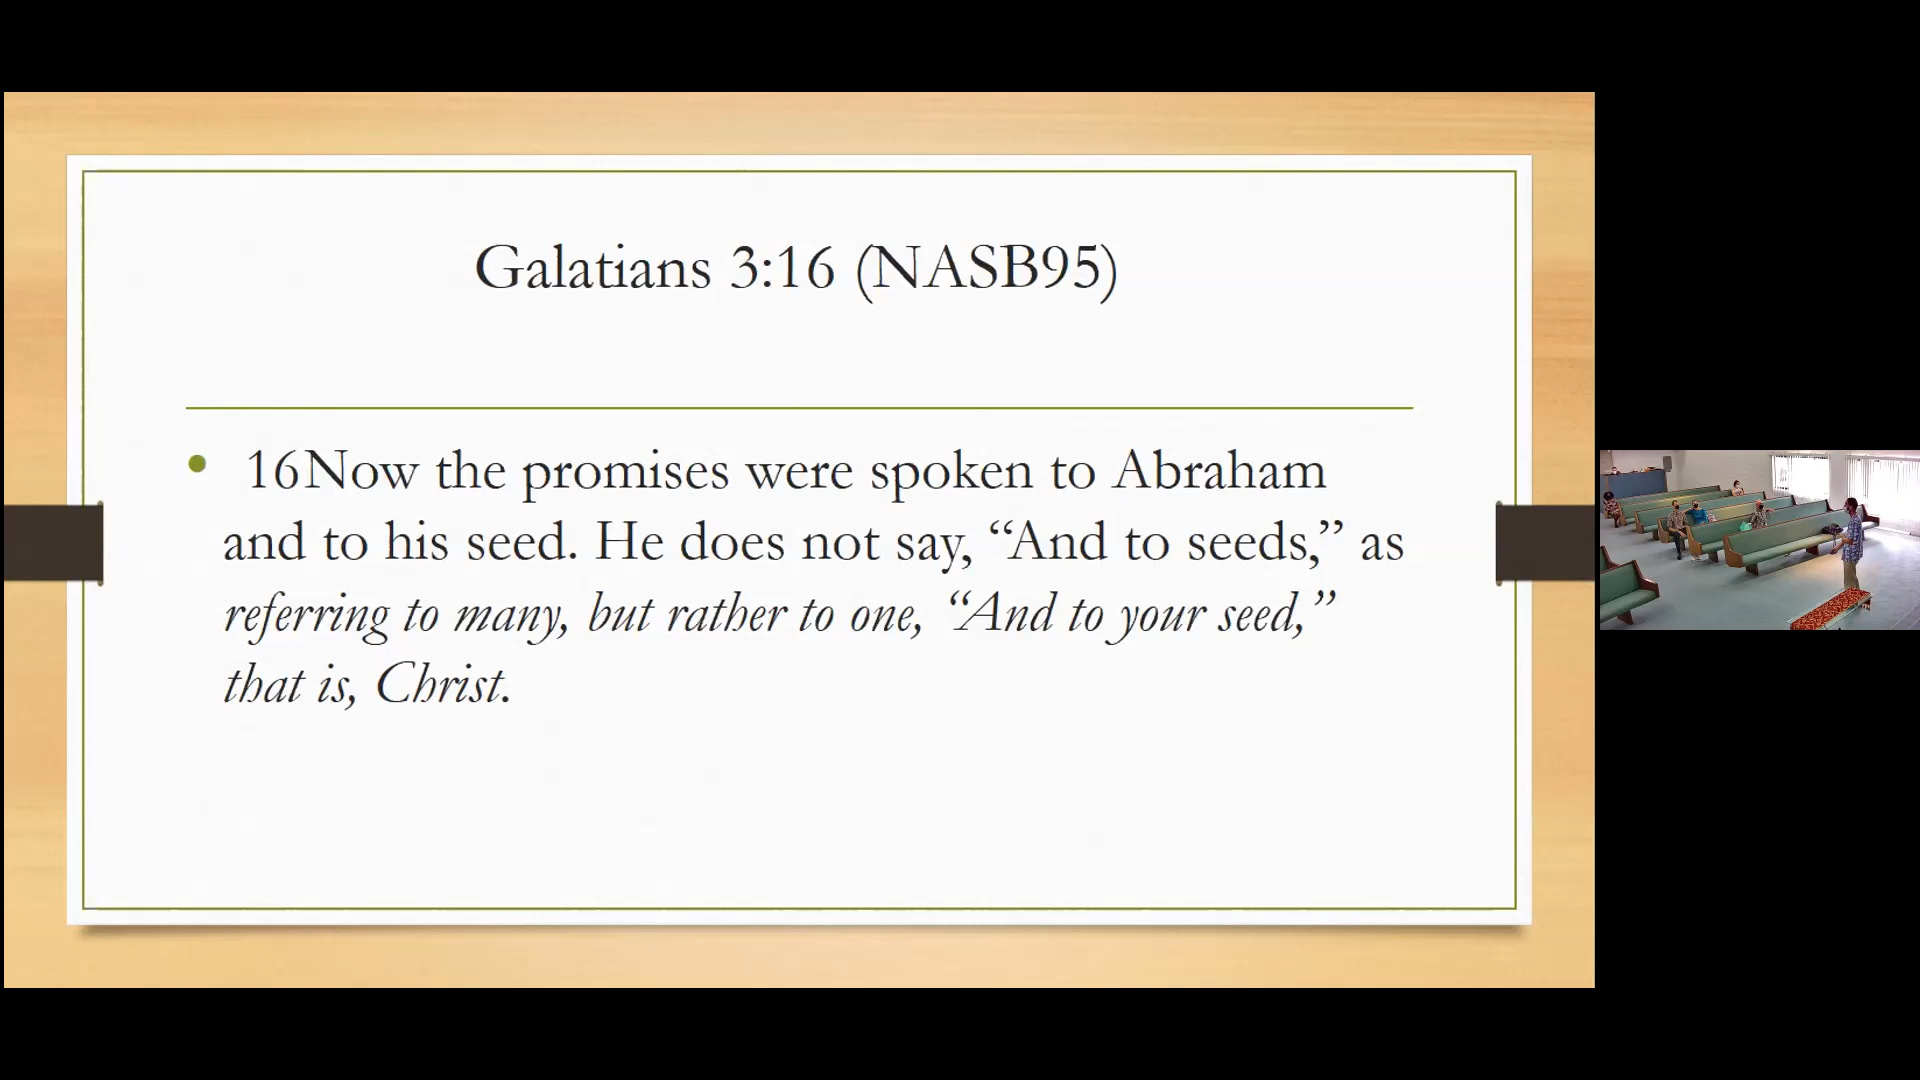 Galatians 3:16 (NASB95)
• 16Now the promises were spoken to Abraham
and to his seed. He does not say, “And to seeds,” as
referring to many, but rather to one, “And to your seed,”
that is, Christ.